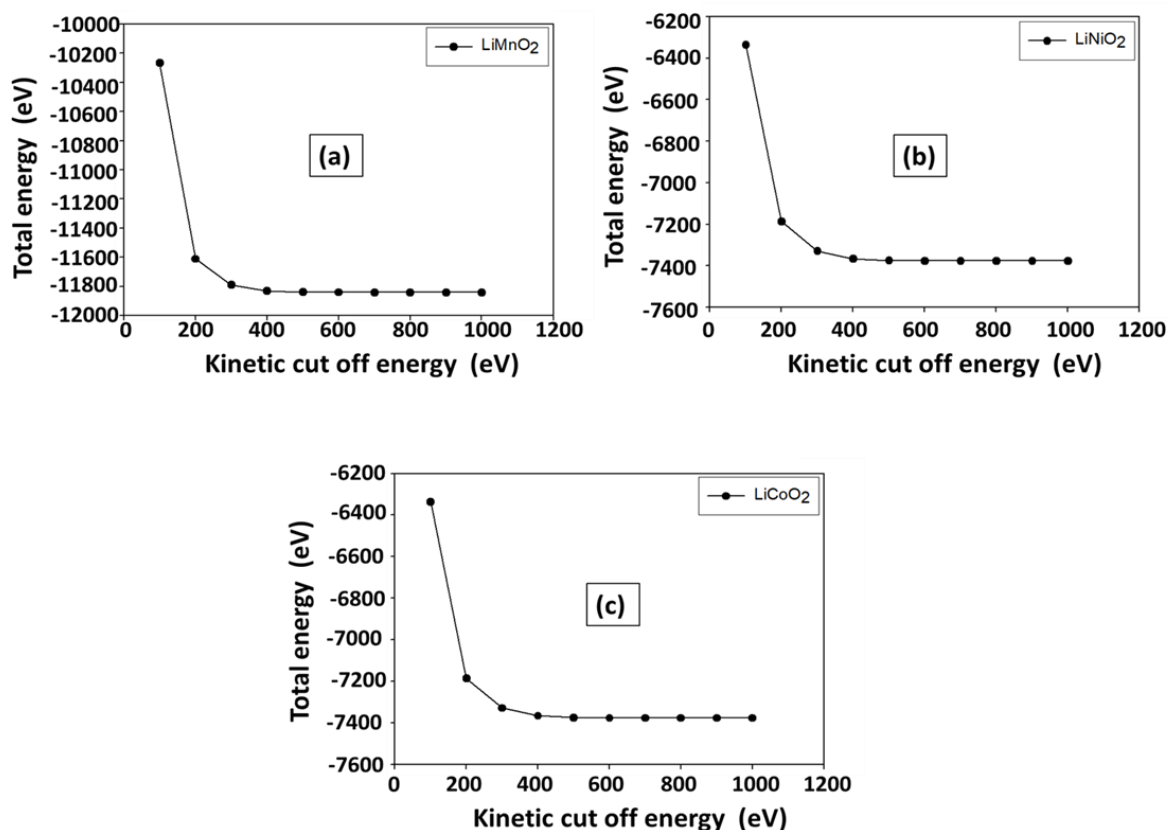 -10000
-10200
-10400
-10600
-10800
-11000
-11200
-11400
-11600
-11800
-12000
Total energy (eV)
0 200 400 600 800 1000 1200
Kinetic cut off energy (eV)
LiMnO₂
(a)
-6200
-6400
-6600
-6800
-7000
-7200
-7400
-7600
Total energy (eV)
0 200 400 600 800 1000 1200
Kinetic cut off energy (eV)
LiNiO₂
(b)
-6200
-6400
-6600
-6800
-7000
-7200
-7400
-7600
Total energy (eV)
0 200 400 600 800 1000 1200
Kinetic cut off energy (eV)
LiCoO₂
(c)